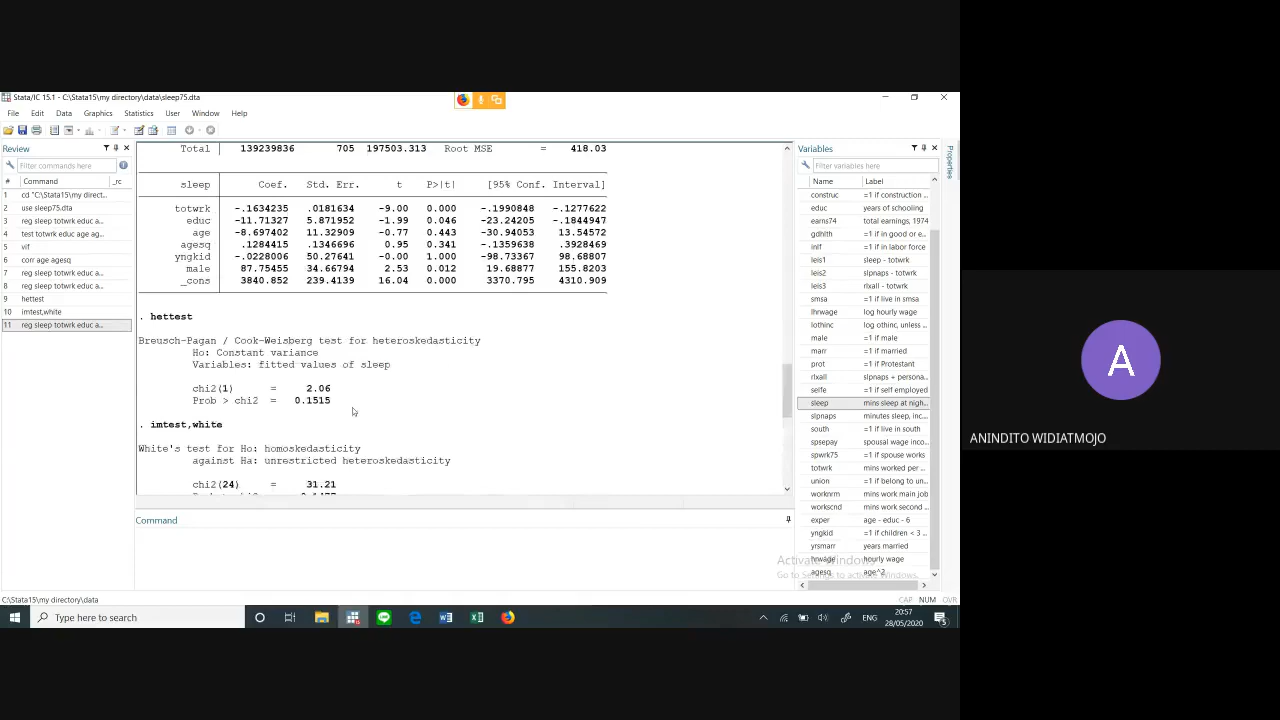 Stata/IC 15.1 - C:\Stata15\my directory\data\sleep75.dta
File Edit Data Graphics Statistics User Window Help
Review
Filter commands here
# Command _rc
1 cd "C:\Stata15\my direct...
2 use sleep75.dta
3 reg sleep totwrk educ a...
4 test totwrk educ age ag...
5 vif
6 corr age agesq
7 reg sleep totwrk educ a...
8 reg sleep totwrk educ a...
9 hettest
10 imtest,white
11 reg sleep totwrk educ a...
Total 139239836 705 197503.313 Root MSE = 418.03
sleep Coef. Std. Err. t P>|t| [95% Conf. Interval]
totwrk -.1634235 .0181634 -9.00 0.000 -.1990848 -.1277622
educ -11.71327 5.871952 -1.99 0.046 -23.24205 -.1844947
age -8.697402 11.32909 -0.77 0.443 -30.94035 13.54572
agesq .1284415 .1346696 0.95 0.341 -.1359638 .3928469
yngkid -.0228006 50.27641 -0.00 1.000 -98.73367 98.68807
male 87.75455 34.66794 2.53 0.012 19.68877 155.8203
_cons 3840.852 239.4139 16.04 0.000 3370.795 4310.909
. hettest
Breusch-Pagan / Cook-Weisberg test for heteroskedasticity
Ho: Constant variance
Variables: fitted values of sleep
chi2(1) = 2.06
Prob > chi2 = 0.1515
. imtest,white
White's test for Ho: homoskedasticity
against Ha: unrestricted heteroskedasticity
chi2(24) = 31.21
Command
Variables
Filter variables here
Name Label
construc =1 if construction ...
educ years of schooling
earns74 total earnings, 1974
gdhlth =1 if in good or e...
inlf =1 if in labor force
leis1 sleep - totwrk
leis2 slpnaps - totwrk
leis3 rlxall - totwrk
smsa =1 if live in smsa
lhrwage log hourly wage
lothinc log othinc, unless ...
male =1 if male
marr =1 if married
prot =1 if Protestant
rlxall slpnaps + persona...
selfe =1 if self employed
sleep mins sleep at nigh...
slpnaps minutes sleep, inc...
south =1 if live in south
spsepay spousal wage inco...
spwrk75 =1 if spouse works
totwrk mins worked per ...
union =1 if belong to un...
worknrm mins work main job
workscnd mins work second ...
exper age - educ - 6
yngkid =1 if children < 3 ...
yrsmarr years married
hrwage hourly wage
agesq age^2
Properties
Activate Windows
Go to Settings to activate Windows.
C:\Stata15\my directory\data
CAP NUM OVR
Type here to search
ENG
20:57
28/05/2020
5
A
ANINDITO WIDIATMOJO